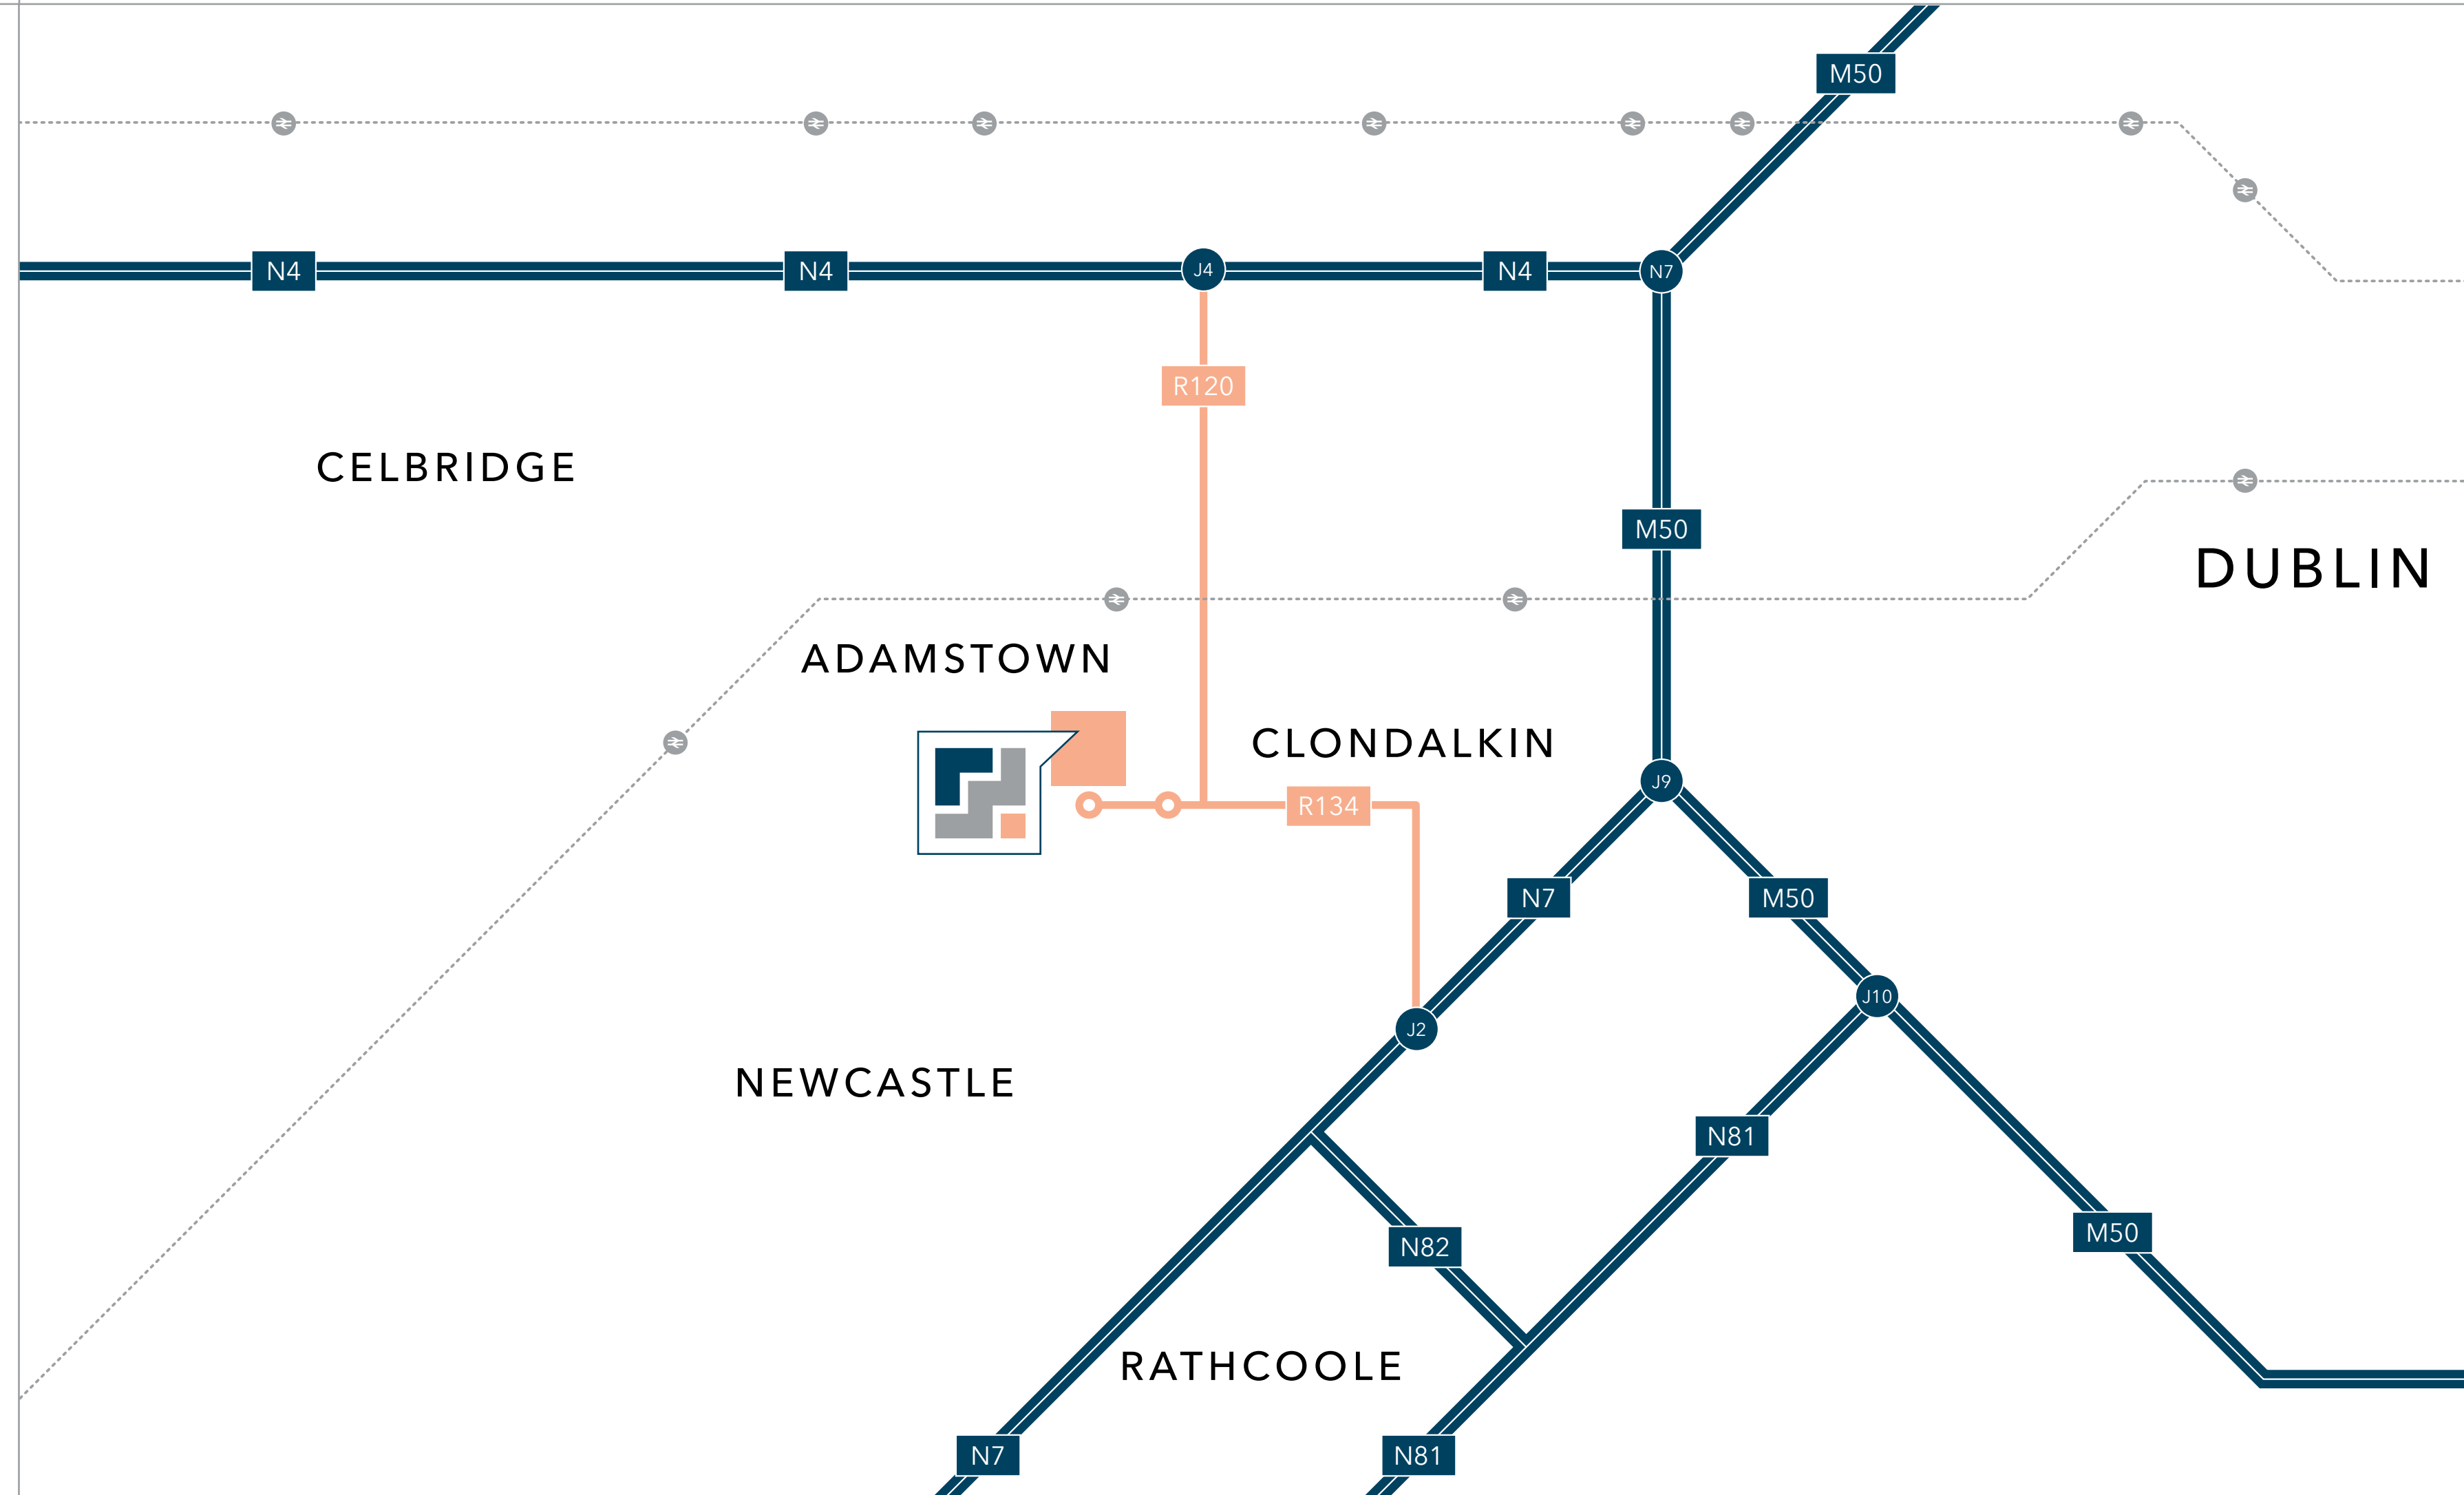 M50
N4
N4
J4
N4
N7
R120
CELBRIDGE
M50
DUBLIN
ADAMSTOWN
CLONDALKIN
J9
R134
N7
M50
J10
J2
NEWCASTLE
N81
M50
N82
RATHCOOLE
N7
N81